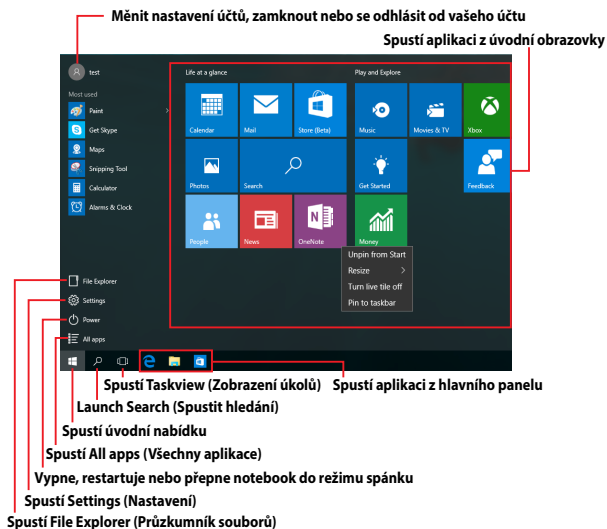 Měnit nastavení účtů, zamknout nebo se odhlásit od vašeho účtu
Spustí aplikaci z úvodní obrazovky
test
Most used
Paint
Get Skype
Maps
Snipping Tool
Calculator
Alarms & Clock
File Explorer
Settings
Power
All apps
Life at a glance
Calendar
Mail
Store (Beta)
Photos
Search
People
News
OneNote
Play and Explore
Music
Movies & TV
Xbox
Get Started
Feedback
Money
Unpin from Start
Resize
Turn live tile off
Pin to taskbar
Spustí Taskview (Zobrazení úkolů)
Spustí aplikaci z hlavního panelu
Launch Search (Spustit hledání)
Spustí úvodní nabídku
Spustí All apps (Všechny aplikace)
Vypne, restartuje nebo přepne notebook do režimu spánku
Spustí Settings (Nastavení)
Spustí File Explorer (Průzkumník souborů)